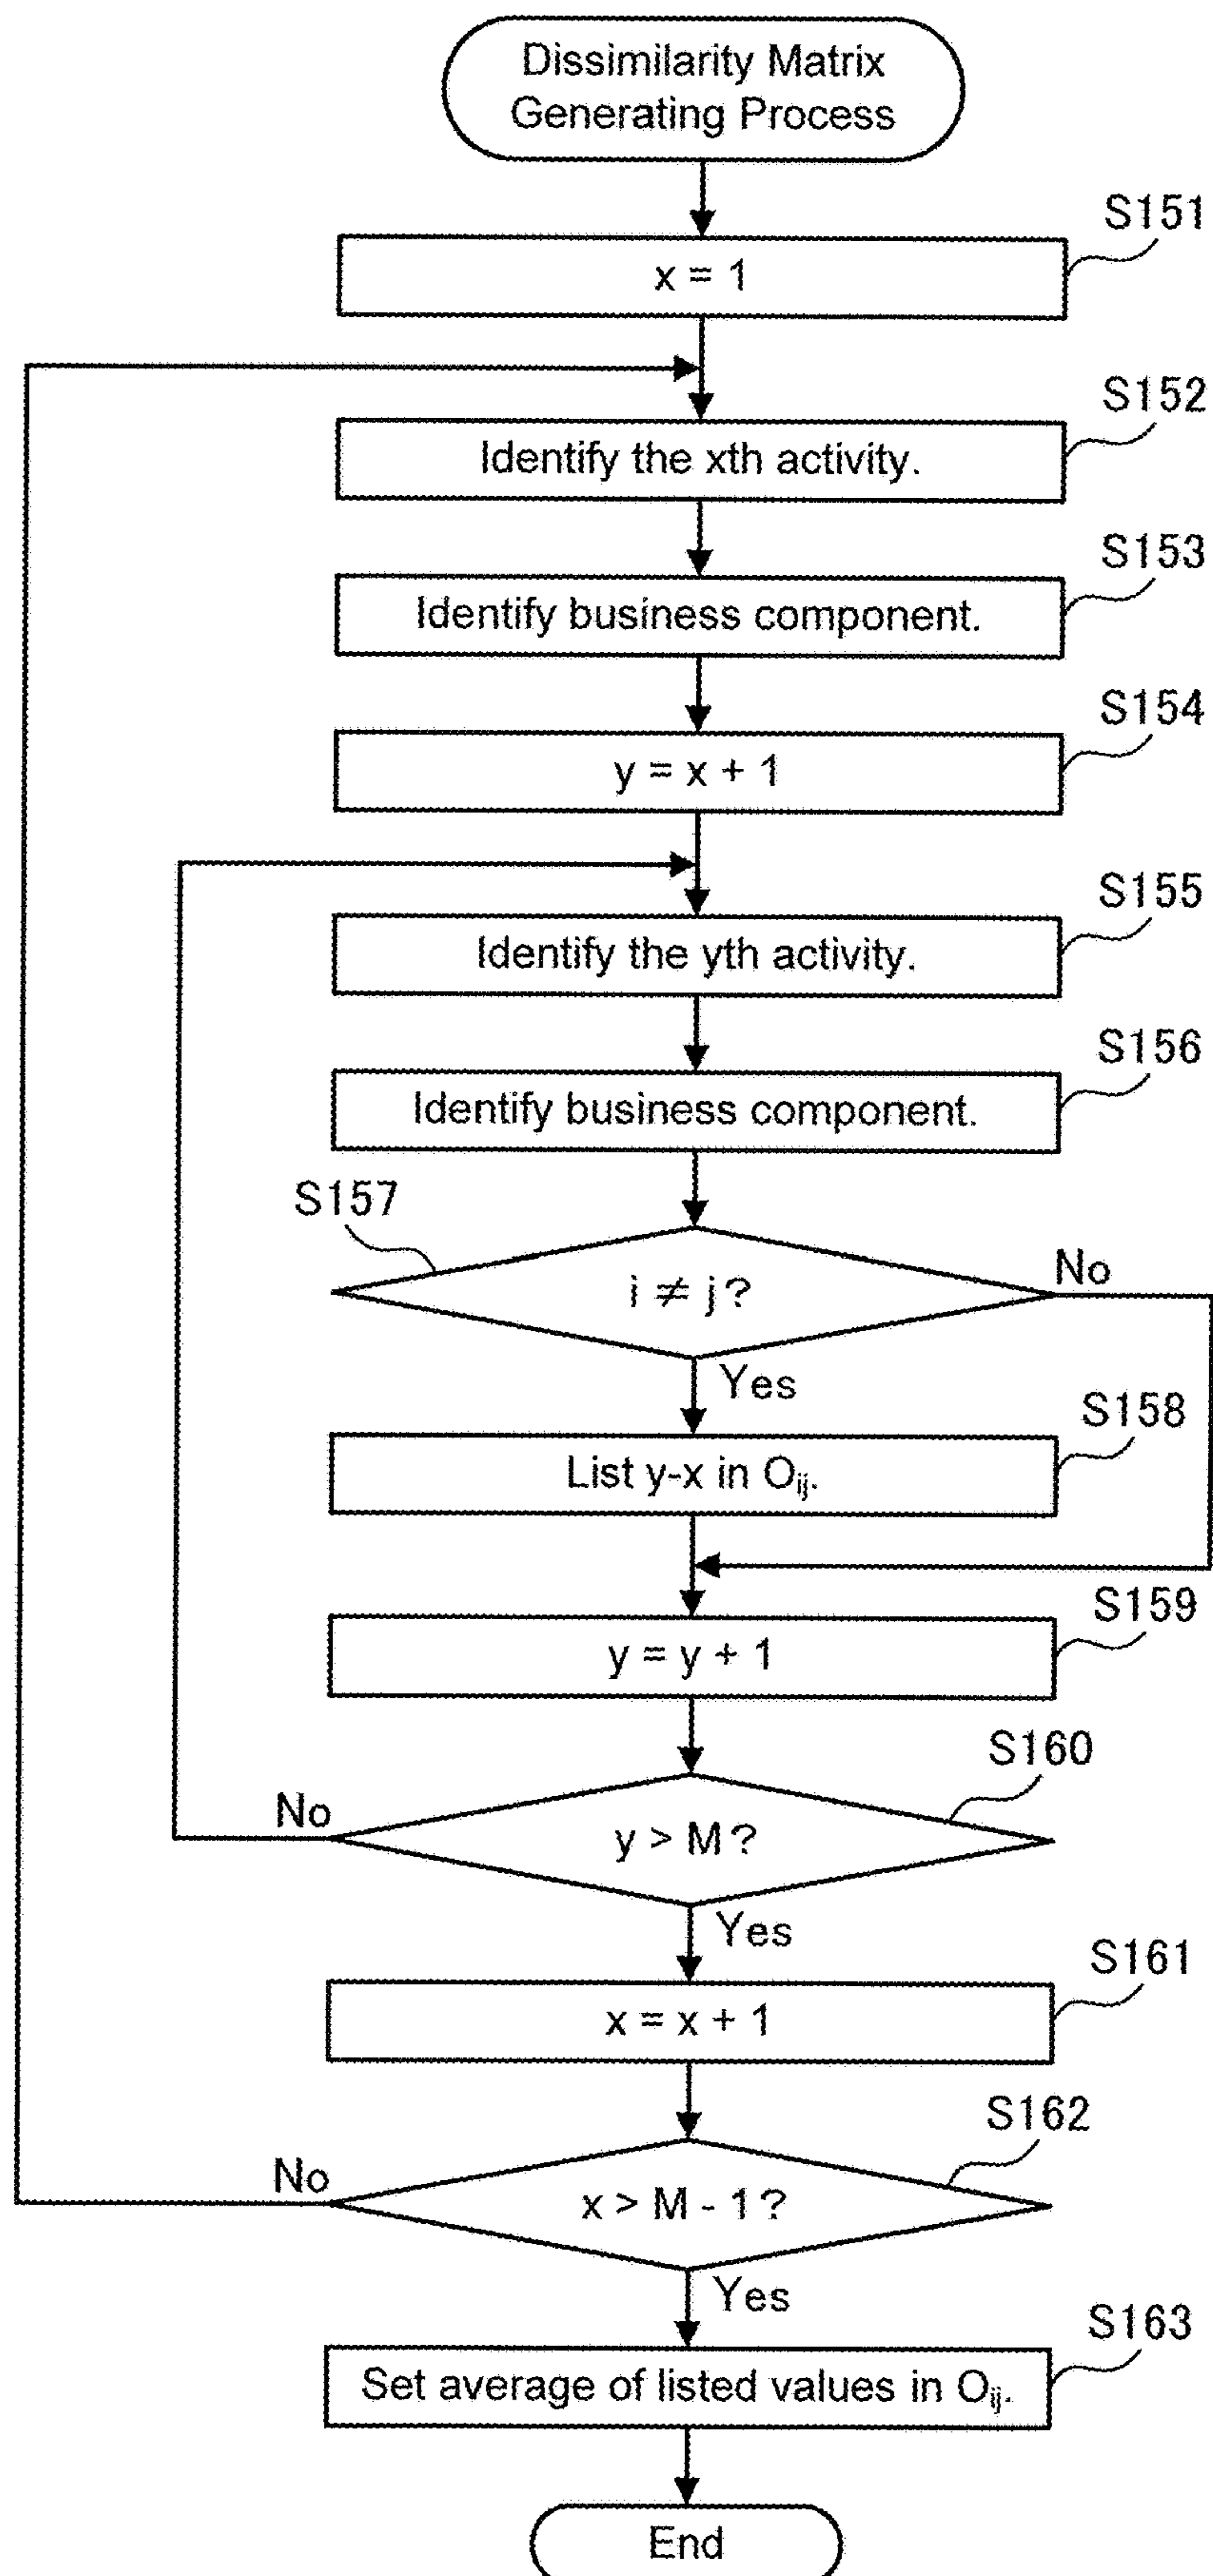 Dissimilarity Matrix
Generating Process
S151
x = 1
S152
Identify the xth activity.
S153
Identify business component.
S154
y = x + 1
S155
Identify the yth activity.
S156
Identify business component.
S157
i ≠ j ?
No
Yes
S158
List y-x in Oij.
S159
y = y + 1
S160
No
y > M ?
Yes
S161
x = x + 1
S162
No
x > M - 1 ?
Yes
S163
Set average of listed values in Oij.
End